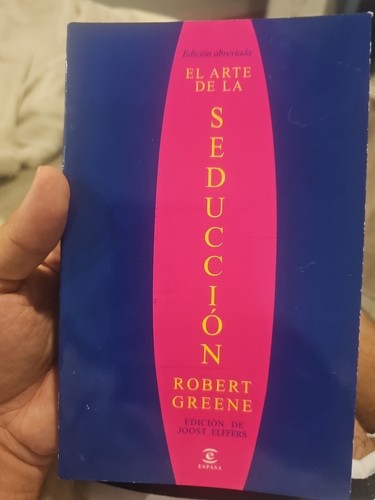 Edición abreviada
EL ARTE
DE LA
SEDUCCIÓN
ROBERT
GREENE
EDICIÓN DE
JOOST ELFFERS
ESPASA